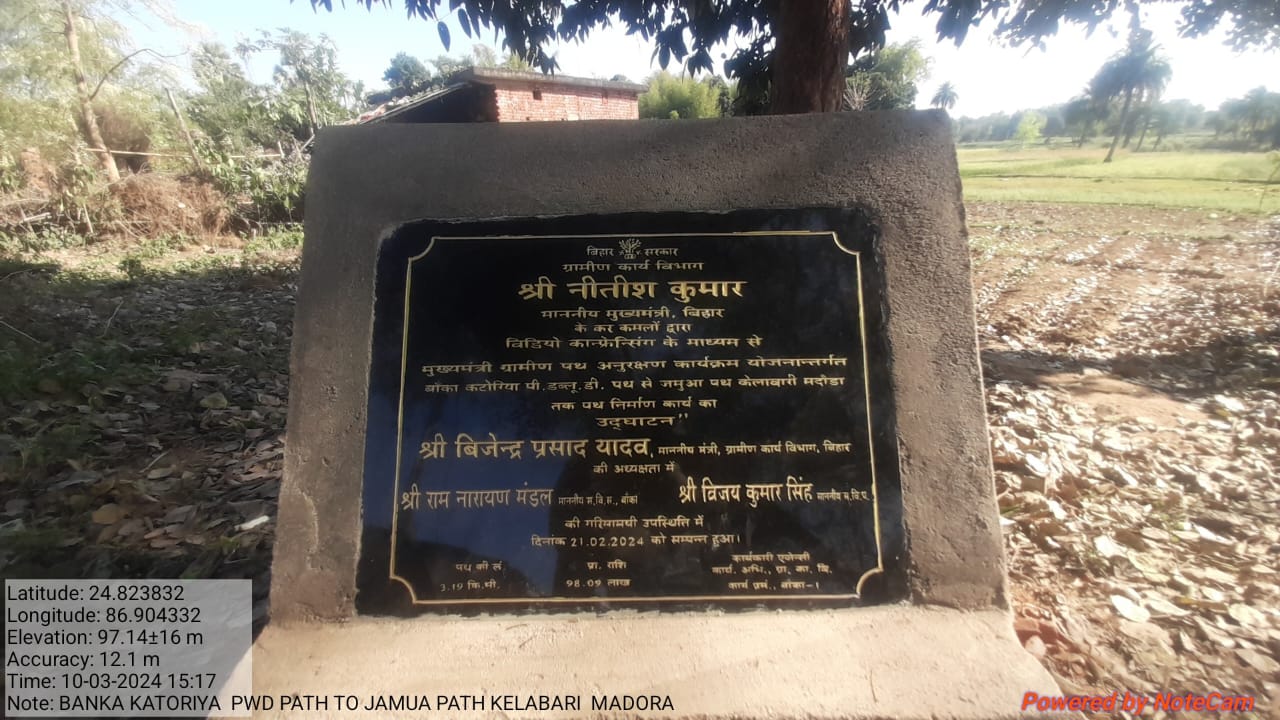 बिहार सरकार
ग्रामीण कार्य विभाग
श्री नीतीश कुमार
माननीय मुख्यमंत्री, बिहार
के कर कमलों द्वारा
विडियो कान्फ्रेन्सिंग के माध्यम से
मुख्यमंत्री ग्रामीण पथ अनुरक्षण कार्यक्रम योजनान्तर्गत
बाँका कटोरिया पी.डब्लू.डी. पथ से जमुआ पथ केलाबारी मदोडा
तक पथ निर्माण कार्य का
उद्घाटन"
श्री बिजेन्द्र प्रसाद यादव, माननीय मंत्री, ग्रामीण कार्य विभाग, बिहार
की अध्यक्षता में
श्री राम नारायण मंडल माननीय स.वि.स., बाँका श्री विजय कुमार सिंह माननीय स.वि.प.
की गरिमामयी उपस्थिति में
दिनांक 21.02.2024 को सम्पन्न हुआ।
पथ की लं. प्रा. राशि कार्यकारी एजेन्सी
3.19 कि.मी. 98.09 लाख कार्य. अभि., ग्रा. का. वि.
कार्य प्रमं., बाँका-1
Latitude: 24.823832
Longitude: 86.904332
Elevation: 97.14±16 m
Accuracy: 12.1 m
Time: 10-03-2024 15:17
Note: BANKA KATORIYA PWD PATH TO JAMUA PATH KELABARI MADORA
Powered by NoteCam